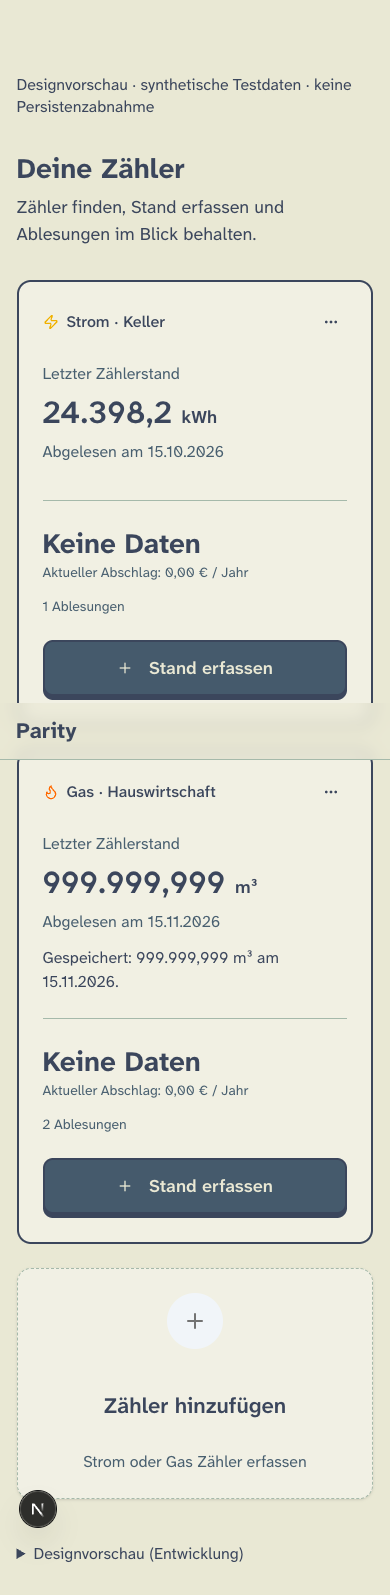 Designvorschau · synthetische Testdaten · keine
Persistenzabnahme
Deine Zähler
Zähler finden, Stand erfassen und
Ablesungen im Blick behalten.
Strom · Keller
Letzter Zählerstand
24.398,2 kWh
Abgelesen am 15.10.2026
Keine Daten
Aktueller Abschlag: 0,00 € / Jahr
1 Ablesungen
Stand erfassen
Parity
Gas · Hauswirtschaft
Letzter Zählerstand
999.999,999 m³
Abgelesen am 15.11.2026
Gespeichert: 999.999,999 m³ am
15.11.2026.
Keine Daten
Aktueller Abschlag: 0,00 € / Jahr
2 Ablesungen
Stand erfassen
Zähler hinzufügen
Strom oder Gas Zähler erfassen
N
Designvorschau (Entwicklung)